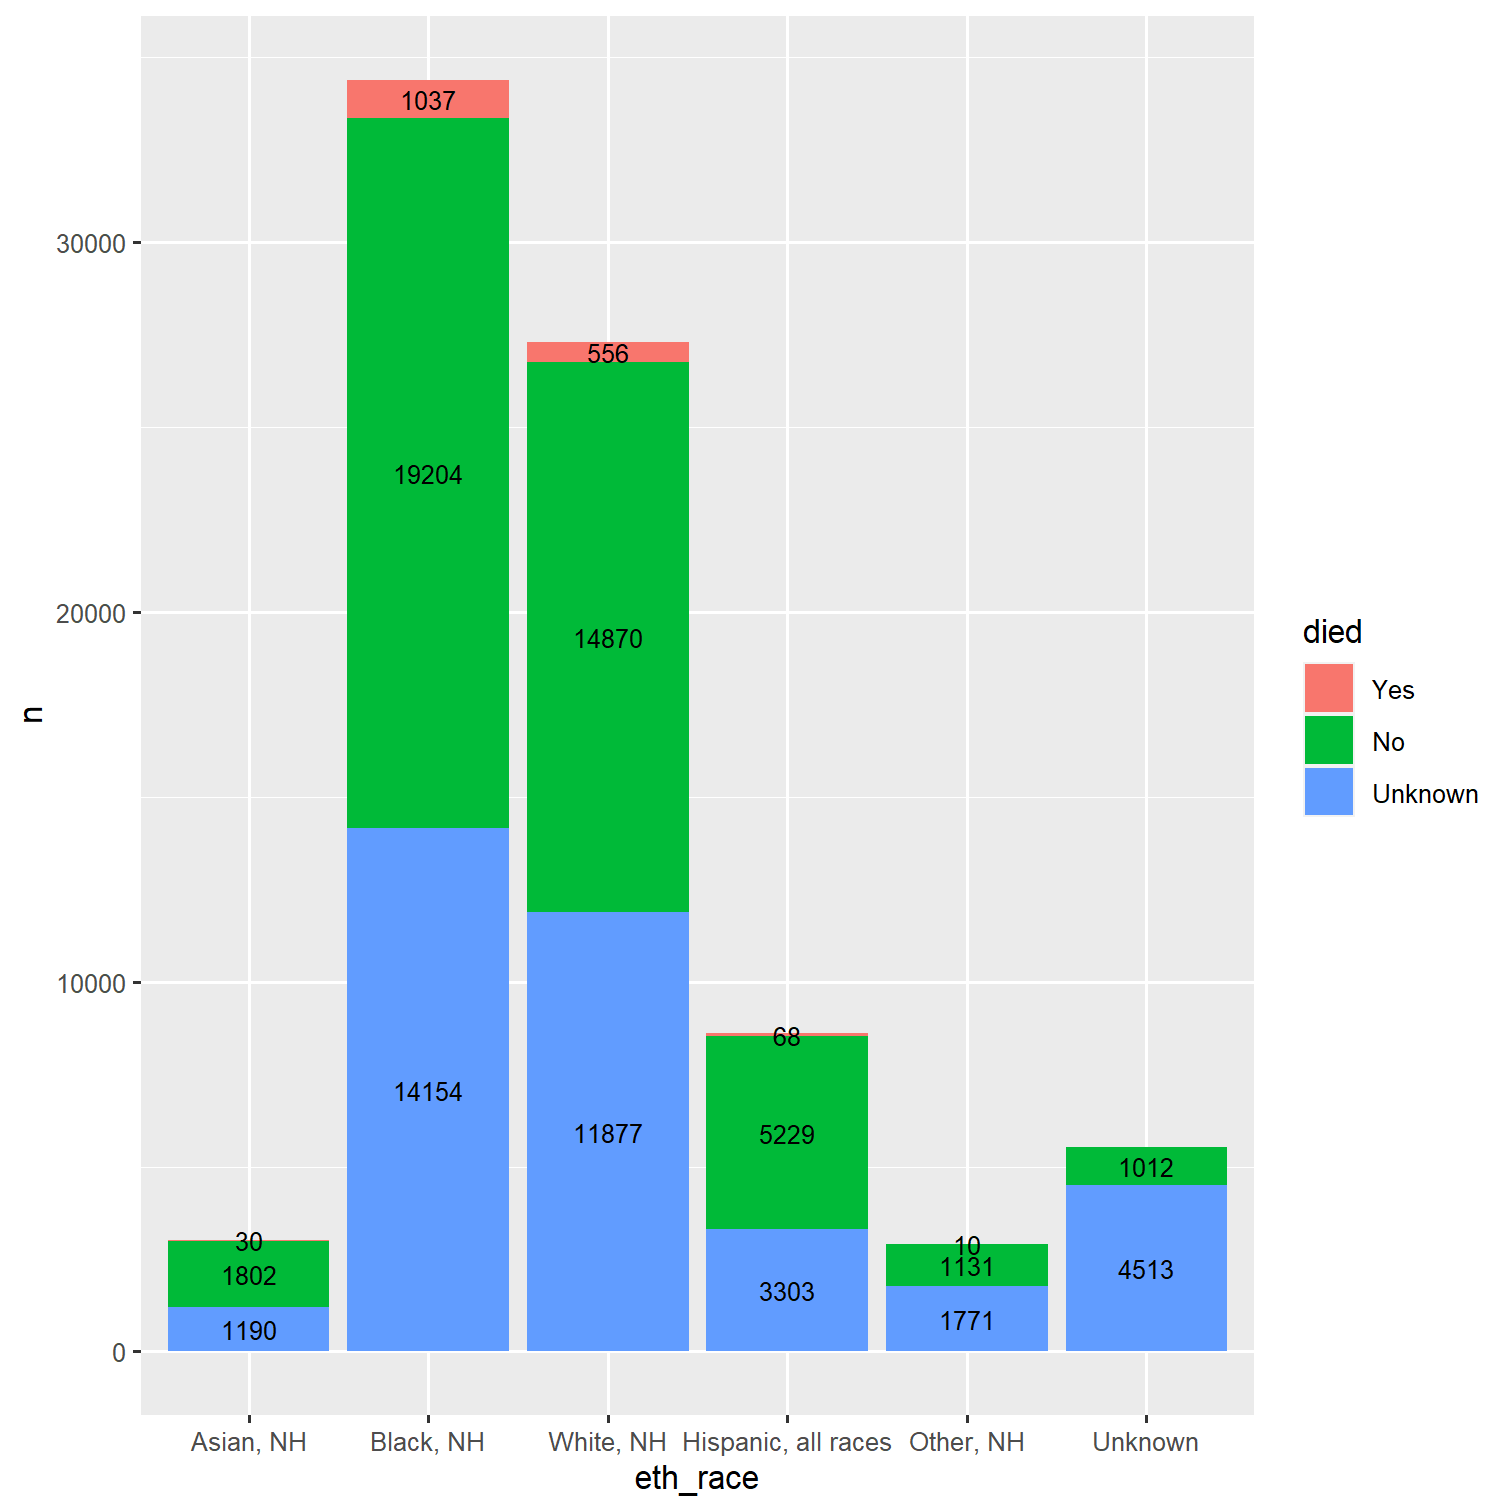 1037
30000
556
19204
20000
14870
died
Yes
No
Unknown
n
10000
68
14154
11877
5229
1012
30
10
1802
1131
4513
3303
1190
1771
0
Asian, NH
Black, NH
White, NH
Hispanic, all races
Other, NH
Unknown
eth_race